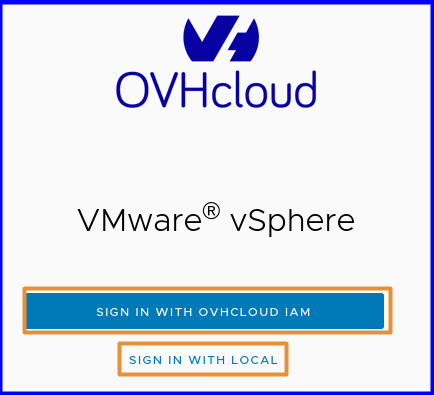 OVHcloud
VMware® vSphere
SIGN IN WITH OVHCLOUD IAM
SIGN IN WITH LOCAL